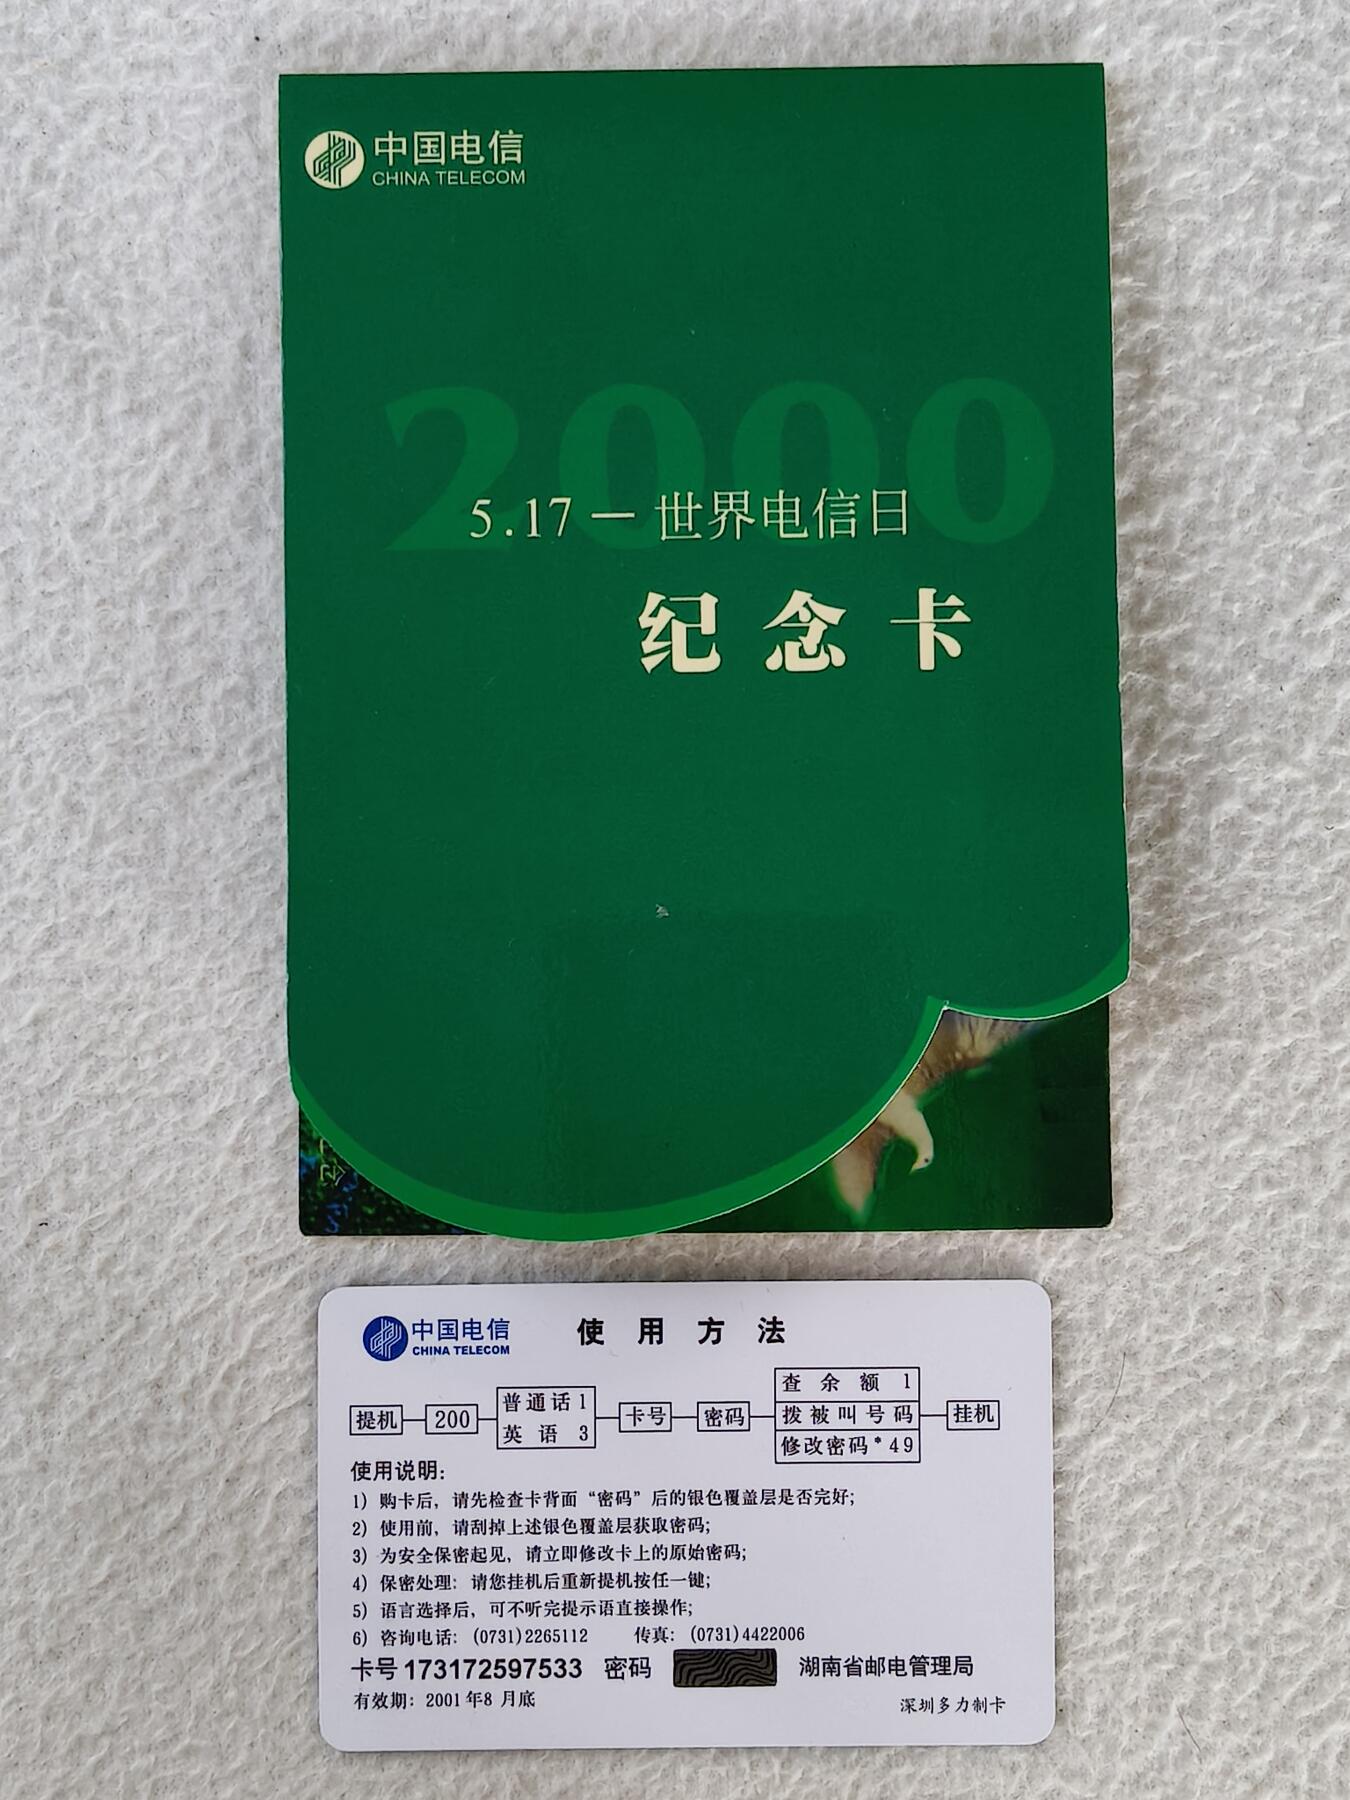 中国电信
CHINA TELECOM
2000
5.17 — 世界电信日
纪念卡
中国电信
CHINA TELECOM
使用方法
提机 200 普通话 1 英语 3 卡号 密码 查余额 1 拨被叫号码 修改密码*49 挂机
使用说明:
1) 购卡后, 请先检查卡背面“密码”后的银色覆盖层是否完好;
2) 使用前, 请刮掉上述银色覆盖层获取密码;
3) 为安全保密起见, 请立即修改卡上的原始密码;
4) 保密处理: 请您挂机后重新提机按任一键;
5) 语言选择后, 可不听完提示语直接操作;
6) 咨询电话: (0731)2265112 传真: (0731)4422006
卡号 173172597533 密码 湖南省邮电管理局
有效期: 2001年8月底
深圳多力制卡